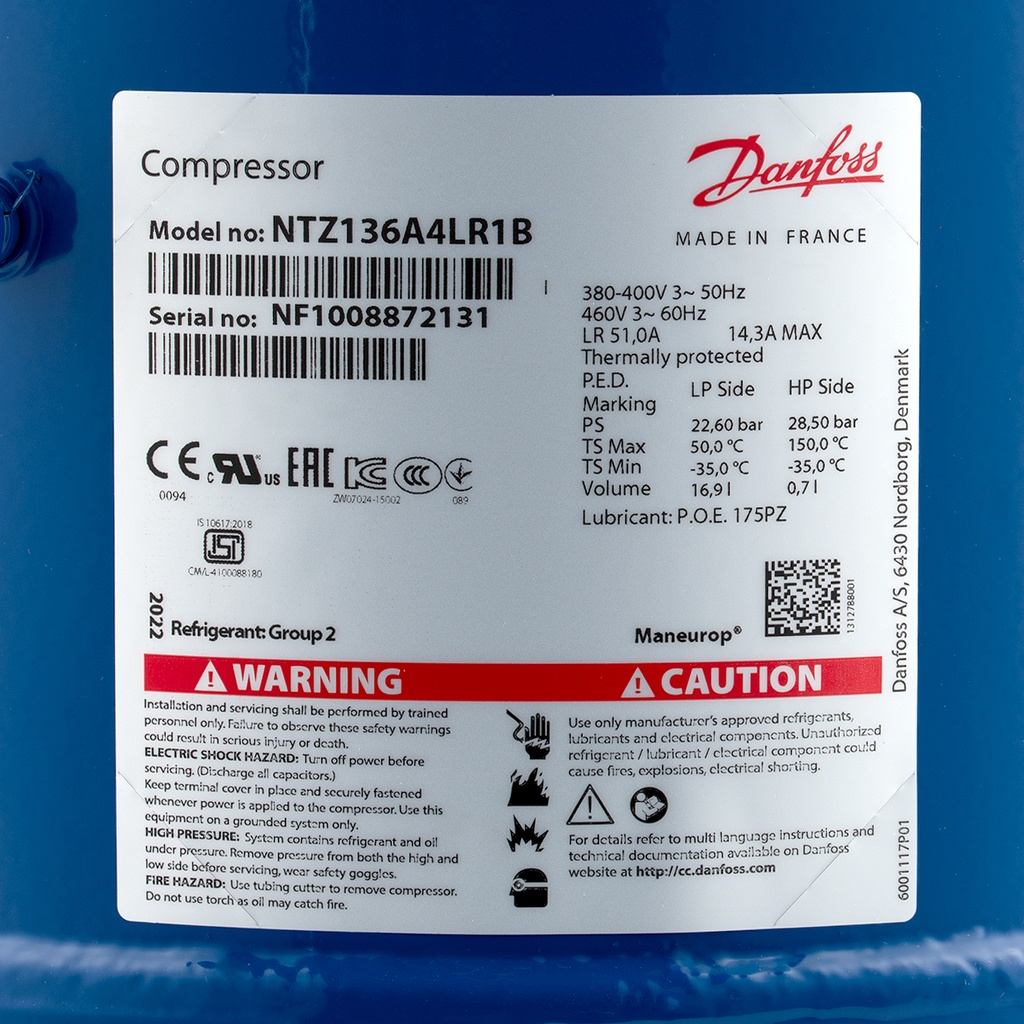 Compressor
Danfoss
MADE IN FRANCE
Model no: NTZ136A4LR1B
Serial no: NF1008872131
380-400V 3~ 50Hz
460V 3~ 60Hz
LR 51,0A 14,3A MAX
Thermally protected
P.E.D. LP Side HP Side
Marking
PS 22,60 bar 28,50 bar
TS Max 50,0 °C 150,0 °C
TS Min -35,0 °C -35,0 °C
Volume 16,9 l 0,7 l
Lubricant: P.O.E. 175PZ
CE c RU us EAC KC CCC
0094 ZW07024-15002 089
IS 10617:2018
ISI
CM/L-4100088180
2022
Refrigerant: Group 2
Maneurop®
1312788001
Danfoss A/S, 6430 Nordborg, Denmark
WARNING
Installation and servicing shall be performed by trained
personnel only. Failure to observe these safety warnings
could result in serious injury or death.
ELECTRIC SHOCK HAZARD: Turn off power before
servicing. (Discharge all capacitors.)
Keep terminal cover in place and securely fastened
whenever power is applied to the compressor. Use this
equipment on a grounded system only.
HIGH PRESSURE: System contains refrigerant and oil
under pressure. Remove pressure from both the high and
low side before servicing, wear safety goggles.
FIRE HAZARD: Use tubing cutter to remove compressor.
Do not use torch as oil may catch fire.
CAUTION
Use only manufacturer's approved refrigerants,
lubricants and electrical components. Unauthorized
refrigerant / lubricant / electrical component could
cause fires, explosions, electrical shorting.
For details refer to multi language instructions and
technical documentation available on Danfoss
website at http://cc.danfoss.com
6001117P01